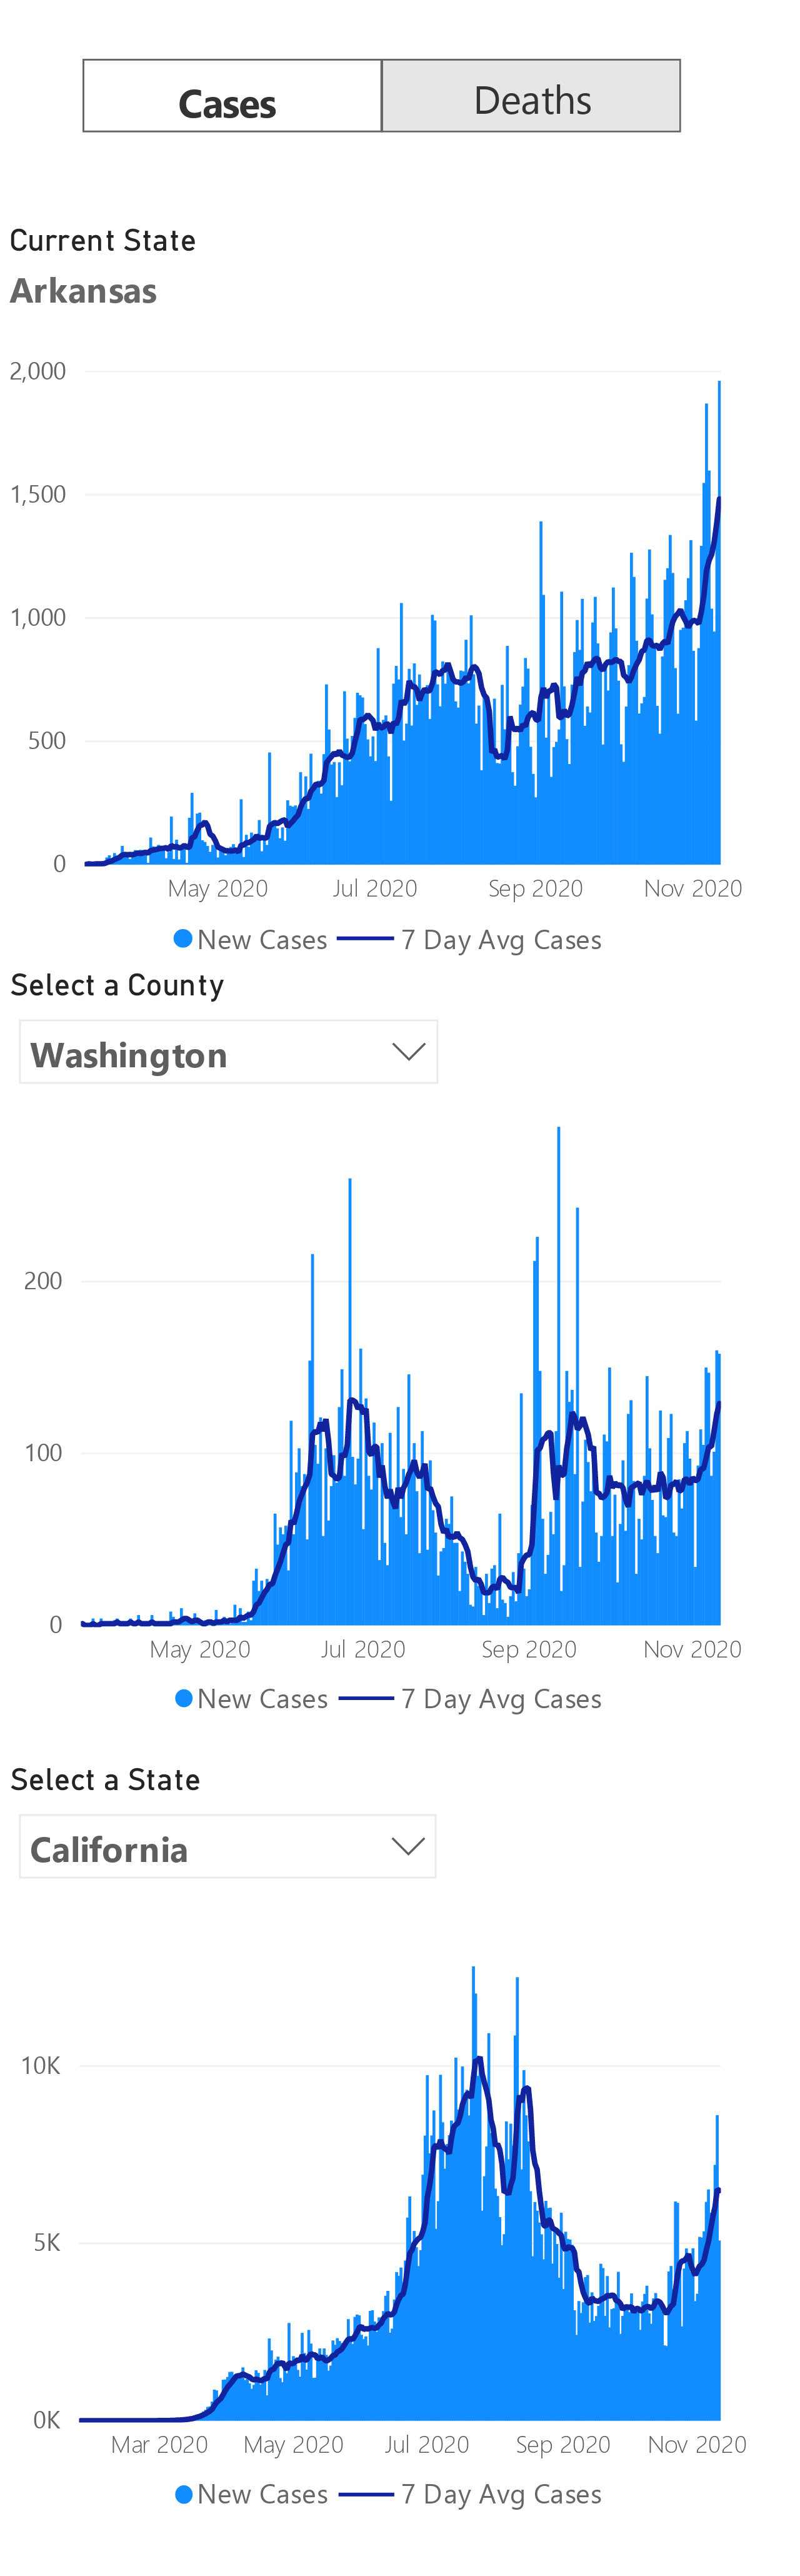 Cases Deaths
Current State
Arkansas
2,000
1,500
1,000
500
0
May 2020 Jul 2020 Sep 2020 Nov 2020
New Cases 7 Day Avg Cases
Select a County
Washington
200
100
0
May 2020 Jul 2020 Sep 2020 Nov 2020
New Cases 7 Day Avg Cases
Select a State
California
10K
5K
0K
Mar 2020 May 2020 Jul 2020 Sep 2020 Nov 2020
New Cases 7 Day Avg Cases